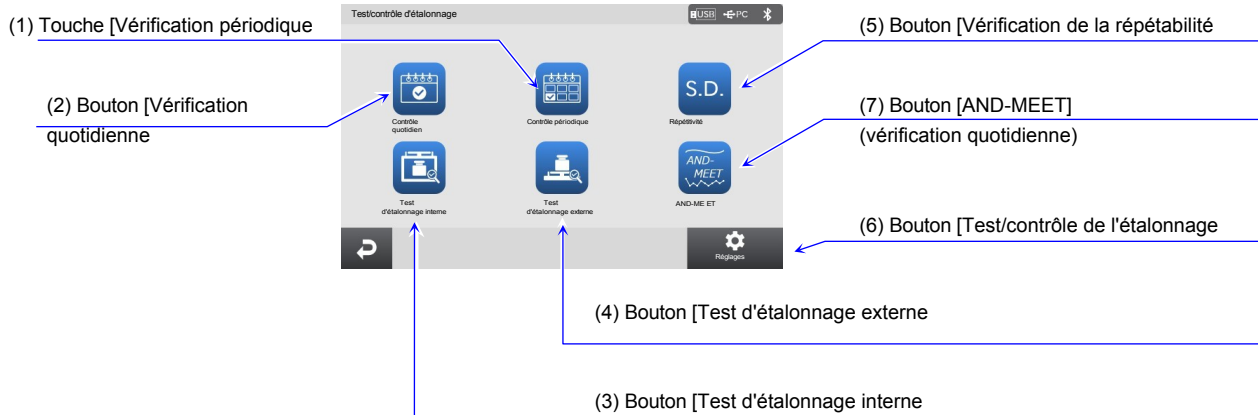 Test/contrôle d'étalonnage
USB PC
(1) Touche [Vérification périodique
(5) Bouton [Vérification de la répétabilité
S.D.
(2) Bouton [Vérification
quotidienne
(7) Bouton [AND-MEET]
(vérification quotidienne)
Contrôle
quotidien
Contrôle périodique
Répétitivité
AND-
MEET
Test
d'étalonnage interne
Test
d'étalonnage externe
AND-ME ET
(6) Bouton [Test/contrôle de l'étalonnage
Réglages
(4) Bouton [Test d'étalonnage externe
(3) Bouton [Test d'étalonnage interne